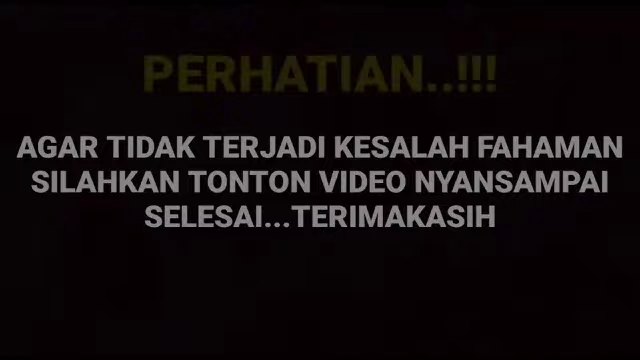 PERHATIAN..!!!
AGAR TIDAK TERJADI KESALAH FAHAMAN
SILAHKAN TONTON VIDEO NYANSAMPAI
SELESAI...TERIMAKASIH